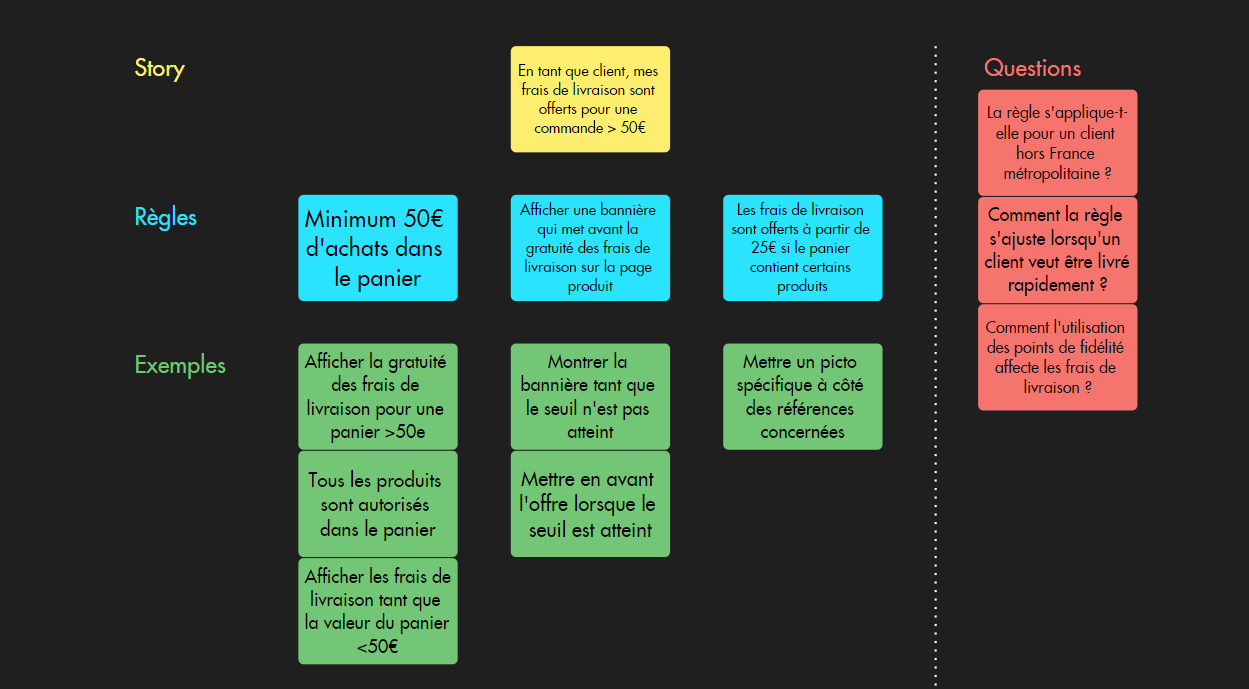 Story
En tant que client, mes
frais de livraison sont
offerts pour une
commande > 50€
Règles
Minimum 50€
d'achats dans
le panier
Afficher une bannière
qui met avant la
gratuité des frais de
livraison sur la page
produit
Les frais de livraison
sont offerts à partir de
25€ si le panier
contient certains
produits
Exemples
Afficher la gratuité
des frais de
livraison pour une
panier >50e
Tous les produits
sont autorisés
dans le panier
Afficher les frais de
livraison tant que
la valeur du panier
<50€
Montrer la
bannière tant que
le seuil n'est pas
atteint
Mettre en avant
l'offre lorsque le
seuil est atteint
Mettre un picto
spécifique à côté
des références
concernées
Questions
La règle s'applique-t-
elle pour un client
hors France
métropolitaine ?
Comment la règle
s'ajuste lorsqu'un
client veut être livré
rapidement ?
Comment l'utilisation
des points de fidélité
affecte les frais de
livraison ?